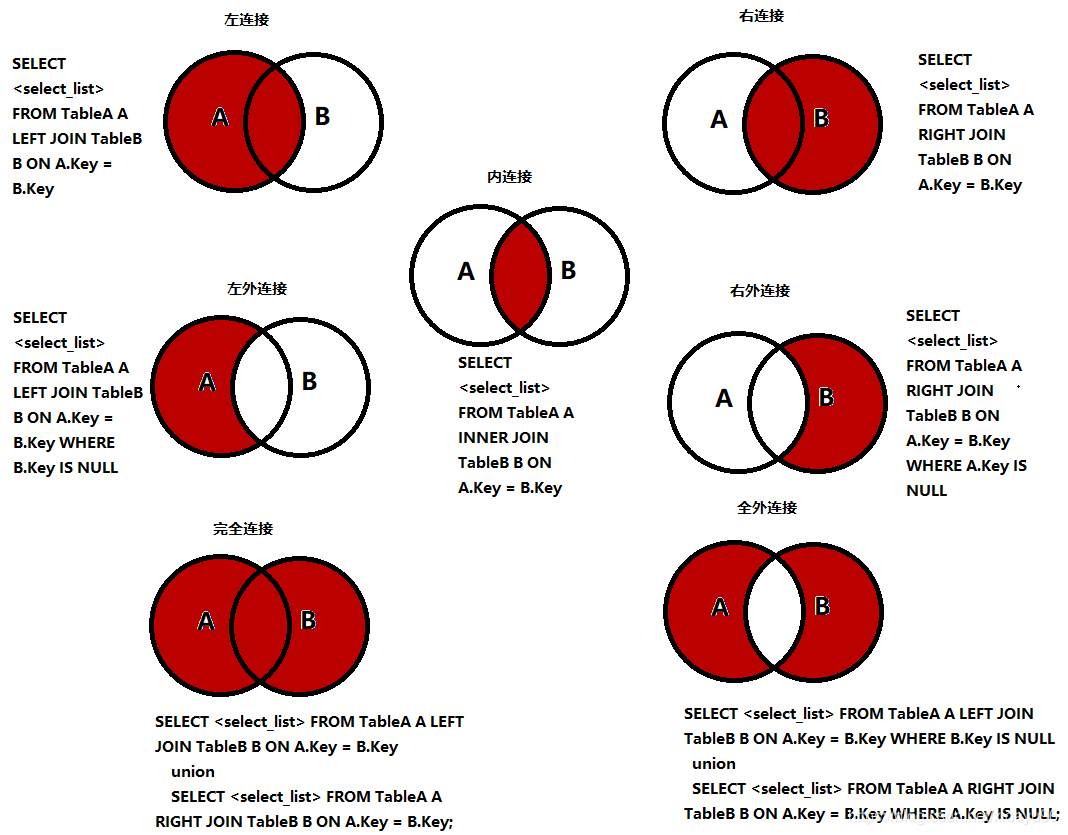 左连接
SELECT
<select_list>
FROM TableA A
LEFT JOIN TableB
B ON A.Key =
B.Key
A
B
右连接
A
B
SELECT
<select_list>
FROM TableA A
RIGHT JOIN
TableB B ON
A.Key = B.Key
内连接
A
B
SELECT
<select_list>
FROM TableA A
INNER JOIN
TableB B ON
A.Key = B.Key
左外连接
SELECT
<select_list>
FROM TableA A
LEFT JOIN TableB
B ON A.Key =
B.Key WHERE
B.Key IS NULL
A
B
右外连接
A
B
SELECT
<select_list>
FROM TableA A
RIGHT JOIN
TableB B ON
A.Key = B.Key
WHERE A.Key IS
NULL
完全连接
A
B
SELECT <select_list> FROM TableA A LEFT
JOIN TableB B ON A.Key = B.Key
union
SELECT <select_list> FROM TableA A
RIGHT JOIN TableB B ON A.Key = B.Key;
全外连接
A
B
SELECT <select_list> FROM TableA A LEFT JOIN
TableB B ON A.Key = B.Key WHERE B.Key IS NULL
union
SELECT <select_list> FROM TableA A RIGHT JOIN
TableB B ON A.Key = B.Key WHERE A.Key IS NULL;